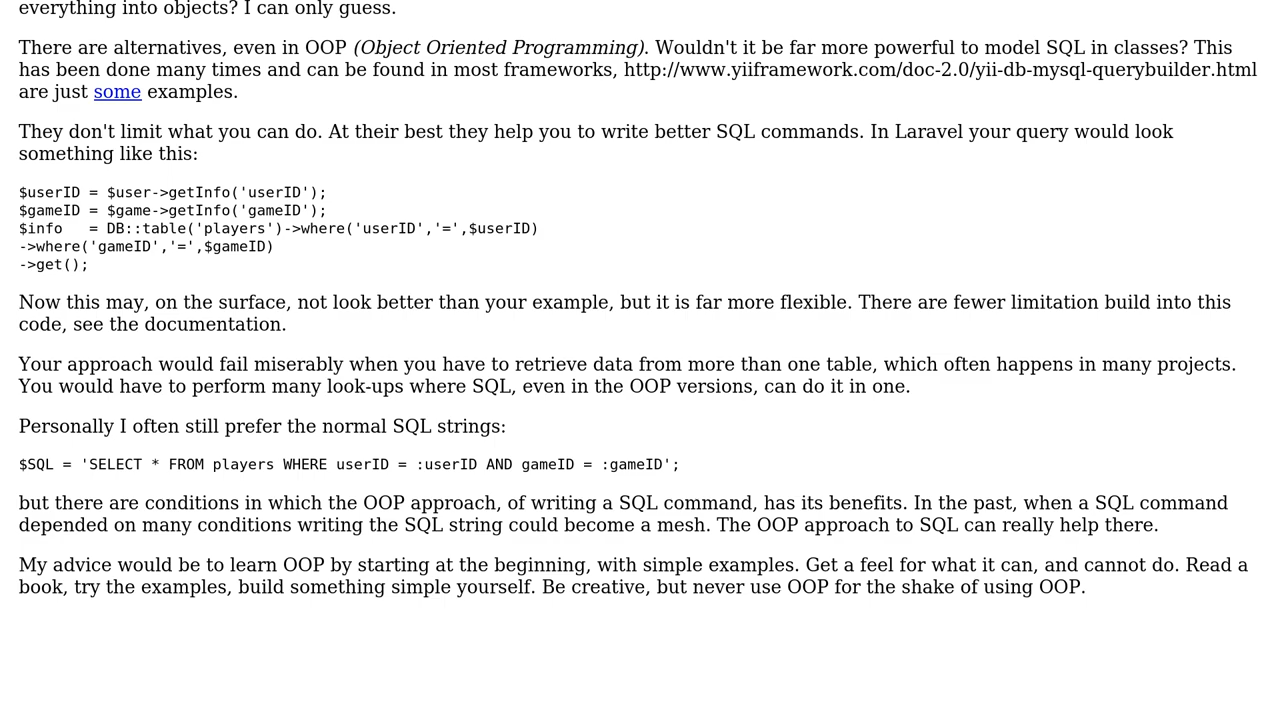 everything into objects? I can only guess.
There are alternatives, even in OOP (Object Oriented Programming). Wouldn't it be far more powerful to model SQL in classes? This
has been done many times and can be found in most frameworks, http://www.yiiframework.com/doc-2.0/yii-db-mysql-querybuilder.html
are just some examples.
They don't limit what you can do. At their best they help you to write better SQL commands. In Laravel your query would look
something like this:
$userID = $user->getInfo('userID');
$gameID = $game->getInfo('gameID');
$info   = DB::table('players')->where('userID','=',$userID)
->where('gameID','=',$gameID)
->get();
Now this may, on the surface, not look better than your example, but it is far more flexible. There are fewer limitation build into this
code, see the documentation.
Your approach would fail miserably when you have to retrieve data from more than one table, which often happens in many projects.
You would have to perform many look-ups where SQL, even in the OOP versions, can do it in one.
Personally I often still prefer the normal SQL strings:
$SQL = 'SELECT * FROM players WHERE userID = :userID AND gameID = :gameID';
but there are conditions in which the OOP approach, of writing a SQL command, has its benefits. In the past, when a SQL command
depended on many conditions writing the SQL string could become a mesh. The OOP approach to SQL can really help there.
My advice would be to learn OOP by starting at the beginning, with simple examples. Get a feel for what it can, and cannot do. Read a
book, try the examples, build something simple yourself. Be creative, but never use OOP for the shake of using OOP.